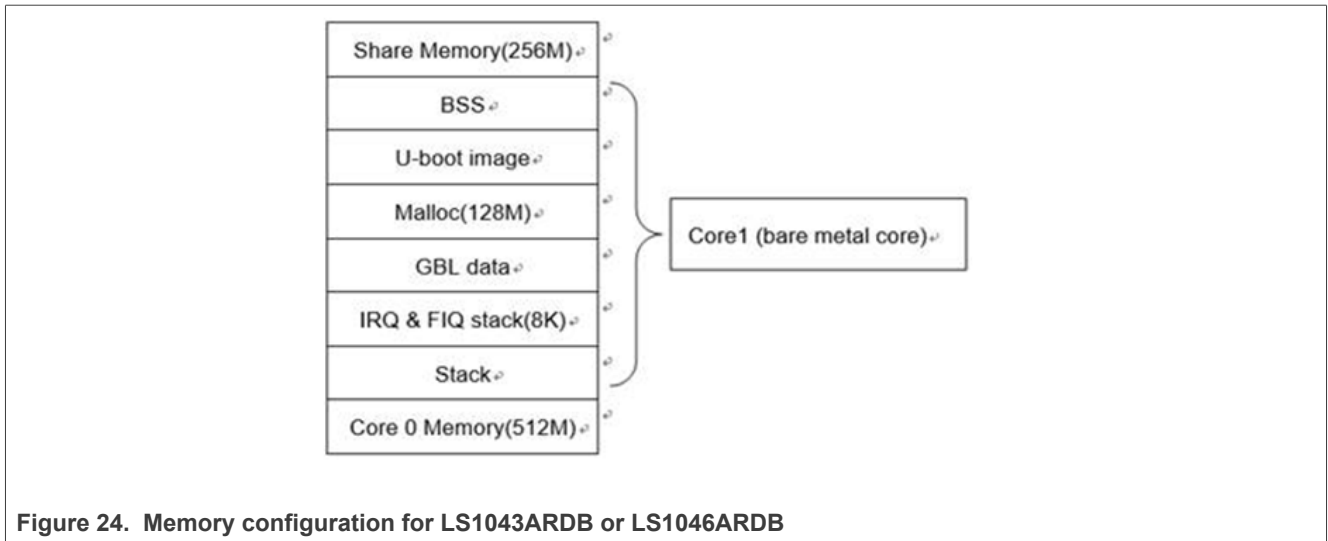 Share Memory(256M)
BSS
U-boot image
Malloc(128M)
GBL data
IRQ & FIQ stack(8K)
Stack
Core 0 Memory(512M)
Core1 (bare metal core)
Figure 24. Memory configuration for LS1043ARDB or LS1046ARDB